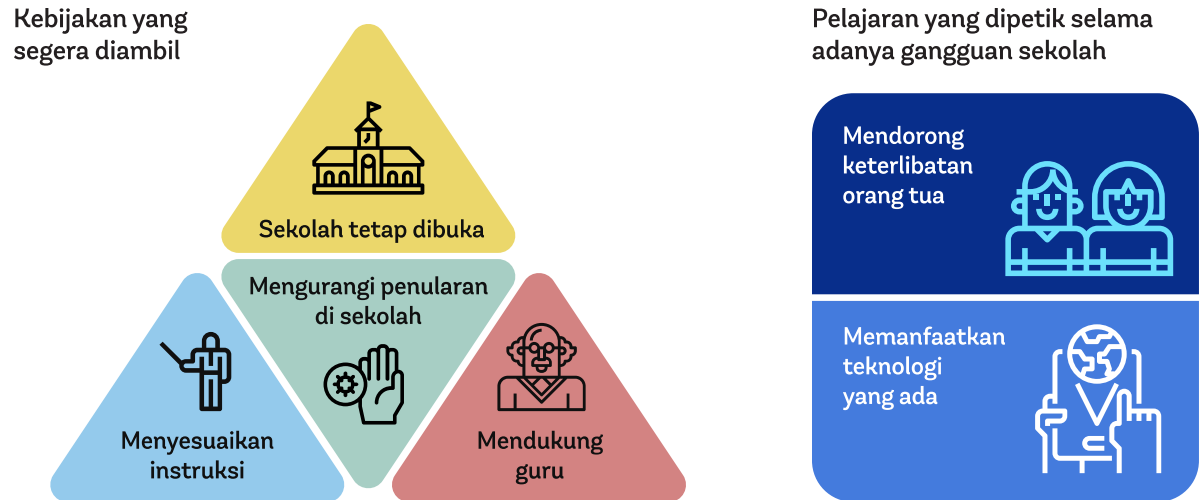 Kebijakan yang
segera diambil
Sekolah tetap dibuka
Mengurangi penularan
di sekolah
Menyesuaikan
instruksi
Mendukung
guru
Pelajaran yang dipetik selama
adanya gangguan sekolah
Mendorong
keterlibatan
orang tua
Memanfaatkan
teknologi
yang ada